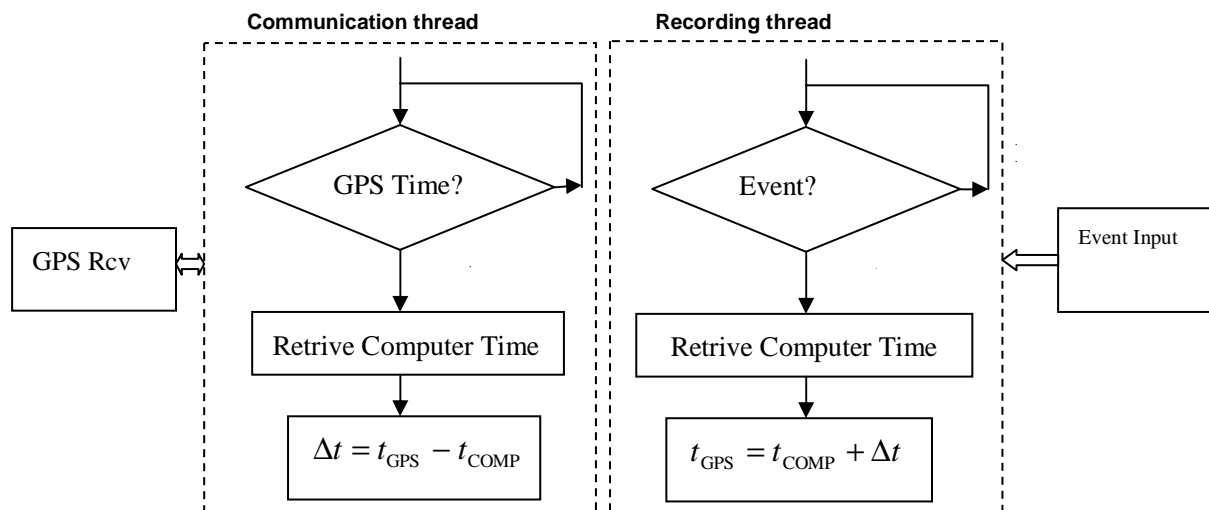 Communication thread
Recording thread
GPS Time?
Event?
GPS Rcv
Event Input
Retrive Computer Time
Retrive Computer Time
Δt = t_GPS − t_COMP
t_GPS = t_COMP + Δt